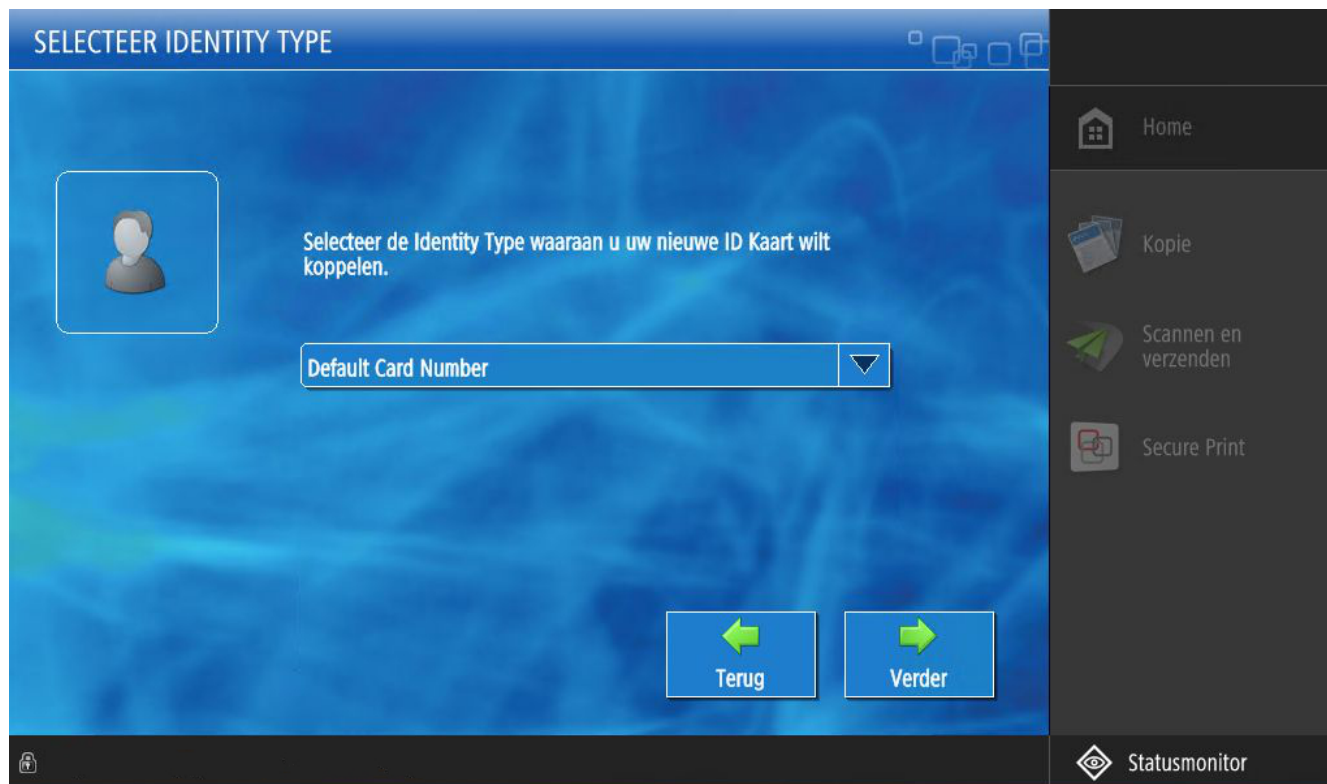 SELECTEER IDENTITY TYPE
Home
Selecteer de Identity Type waaraan u uw nieuwe ID Kaart wilt
koppelen.
Kopie
Default Card Number
Scannen en
verzenden
Secure Print
Terug
Verder
Statusmonitor